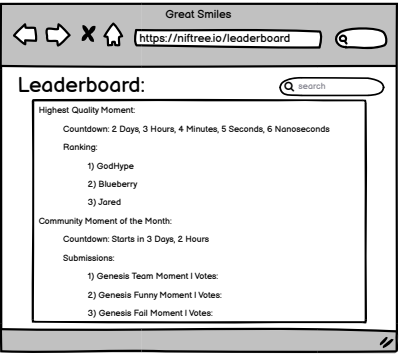 Great Smiles
https://niftree.io/leaderboard
Leaderboard:
search
Highest Quality Moment:
Countdown: 2 Days, 3 Hours, 4 Minutes, 5 Seconds, 6 Nanoseconds
Ranking:
1) GodHype
2) Blueberry
3) Jared
Community Moment of the Month:
Countdown: Starts in 3 Days, 2 Hours
Submissions:
1) Genesis Team Moment | Votes:
2) Genesis Funny Moment | Votes:
3) Genesis Fail Moment | Votes: